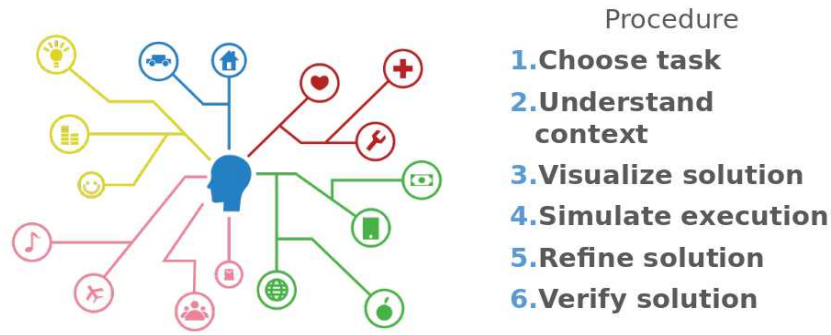 Procedure
1.Choose task
2.Understand
context
3.Visualize solution
4.Simulate execution
5.Refine solution
6.Verify solution